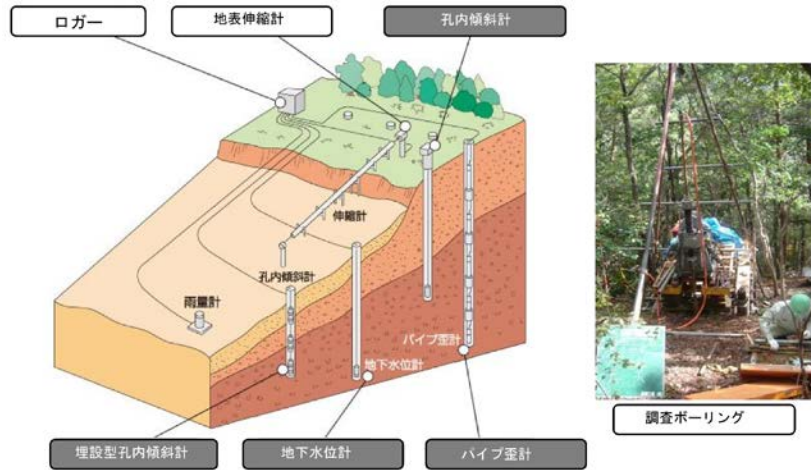 ロガー
地表伸縮計
孔内傾斜計
伸縮計
孔内傾斜計
雨量計
パイプ歪計
地下水位計
埋設型孔内傾斜計
地下水位計
パイプ歪計
調査ボーリング